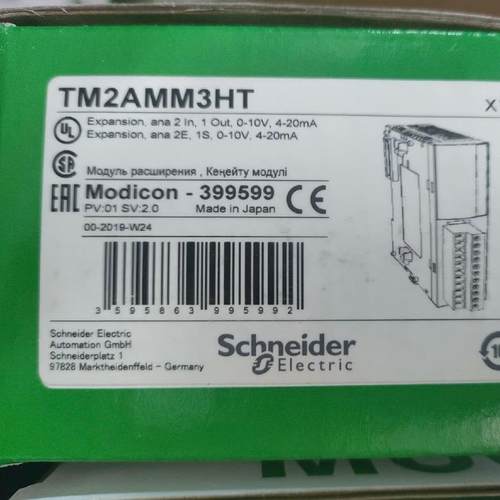 TM2AMM3HT
X
Expansion, ana 2 In, 1 Out, 0-10V, 4-20mA
Expansion, ana 2E, 1S, 0-10V, 4-20mA
Модуль расширения , Кеңейту модулі
Modicon - 399599
PV:01 SV:2.0 Made in Japan
00-2019-W24
3 595863 995992
Schneider Electric
Automation GmbH
Schneiderplatz 1
97828 Marktheidenffeld - Germany
Schneider
Electric